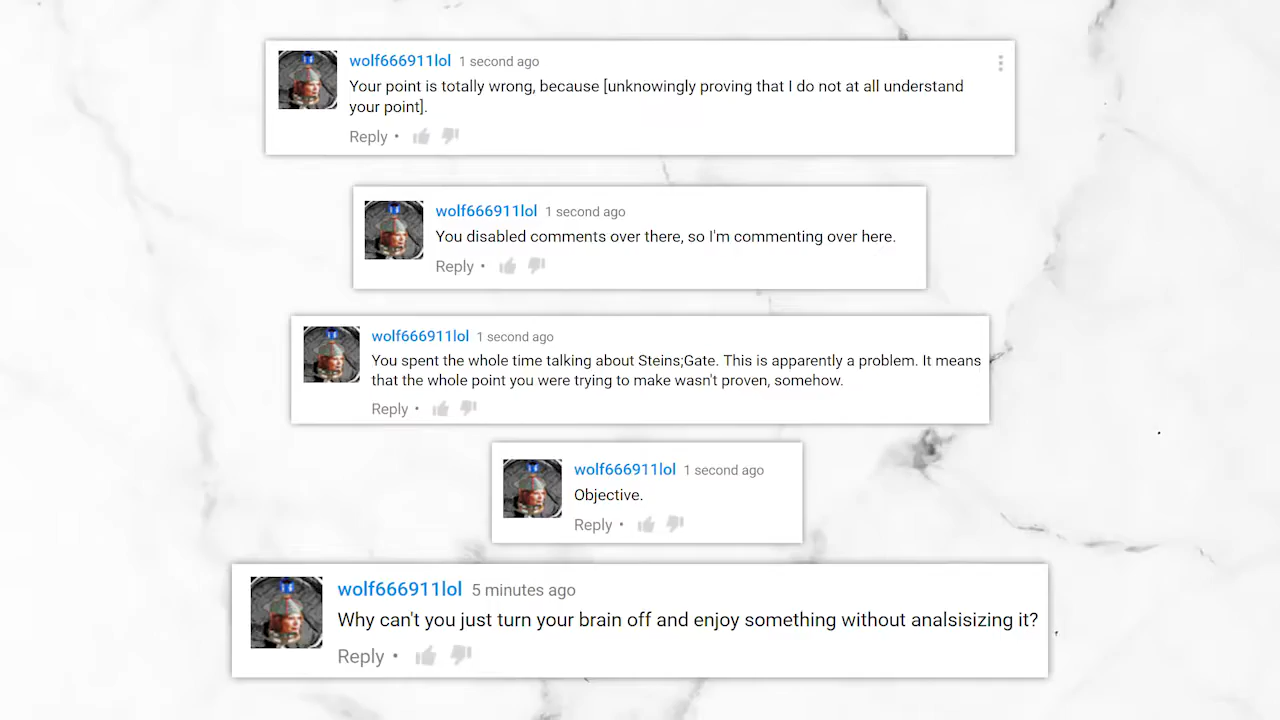 wolf666911lol 1 second ago
Your point is totally wrong, because [unknowingly proving that I do not at all understand
your point].
Reply •
wolf666911lol 1 second ago
You disabled comments over there, so I'm commenting over here.
Reply •
wolf666911lol 1 second ago
You spent the whole time talking about Steins;Gate. This is apparently a problem. It means
that the whole point you were trying to make wasn't proven, somehow.
Reply •
wolf666911lol 1 second ago
Objective.
Reply •
wolf666911lol 5 minutes ago
Why can't you just turn your brain off and enjoy something without analsisizing it?
Reply •